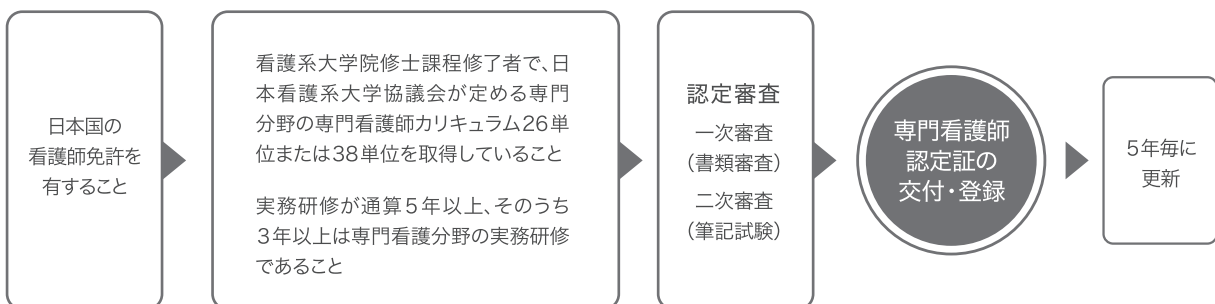 日本国の
看護師免許を
有すること
看護系大学院修士課程修了者で、日
本看護系大学協議会が定める専門
分野の専門看護師カリキュラム26単
位または38単位を取得していること
実務研修が通算5年以上、そのうち
3年以上は専門看護分野の実務研修
であること
認定審査
一次審査
（書類審査）
二次審査
（筆記試験）
専門看護師
認定証の
交付・登録
5年毎に
更新